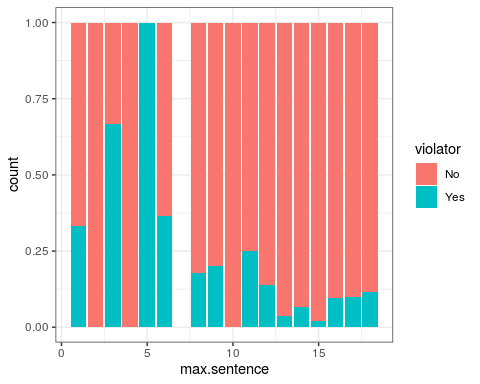 1.00
0.75
0.50
0.25
0.00
count
0 5 10 15
max.sentence
violator
No
Yes